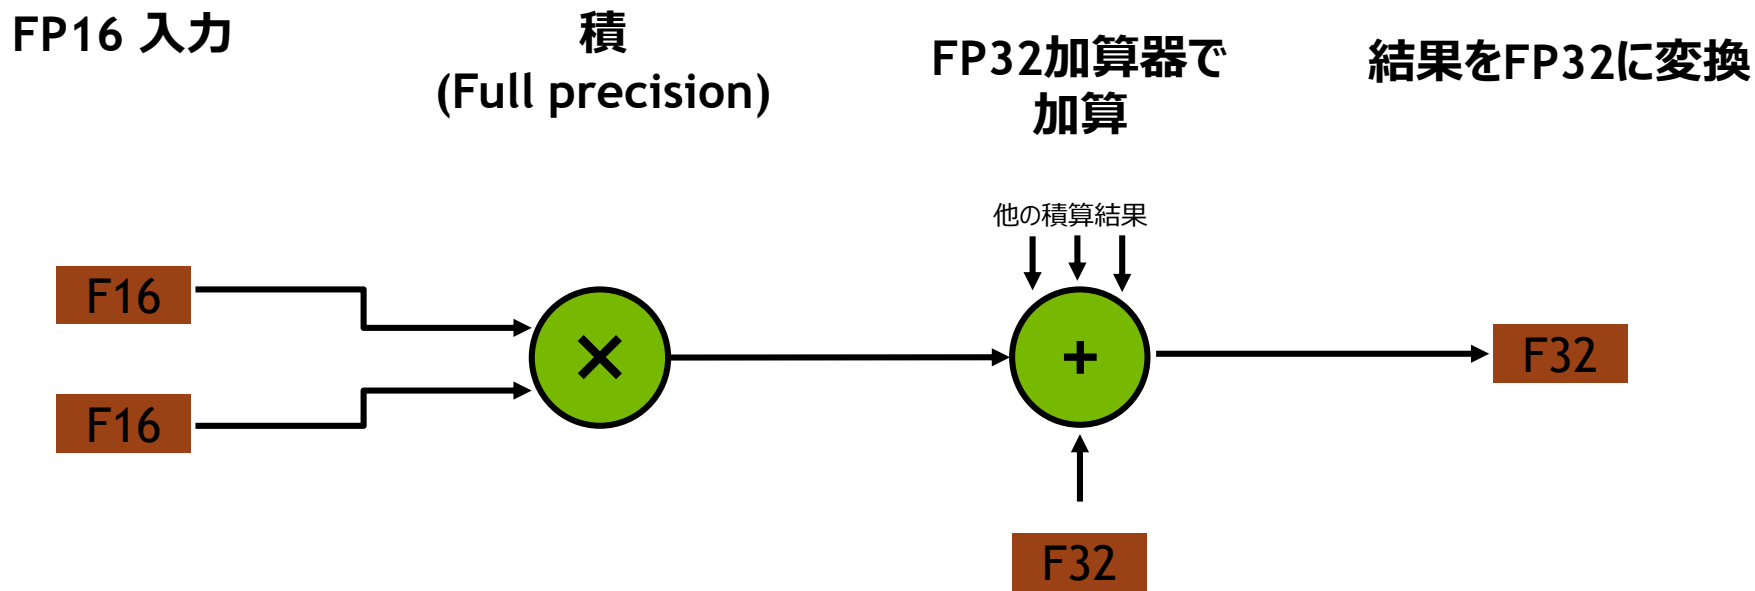 FP16 入力
積
(Full precision)
FP32加算器で
加算
結果をFP32に変換
他の積算結果
F16
F16
×
+
F32
F32